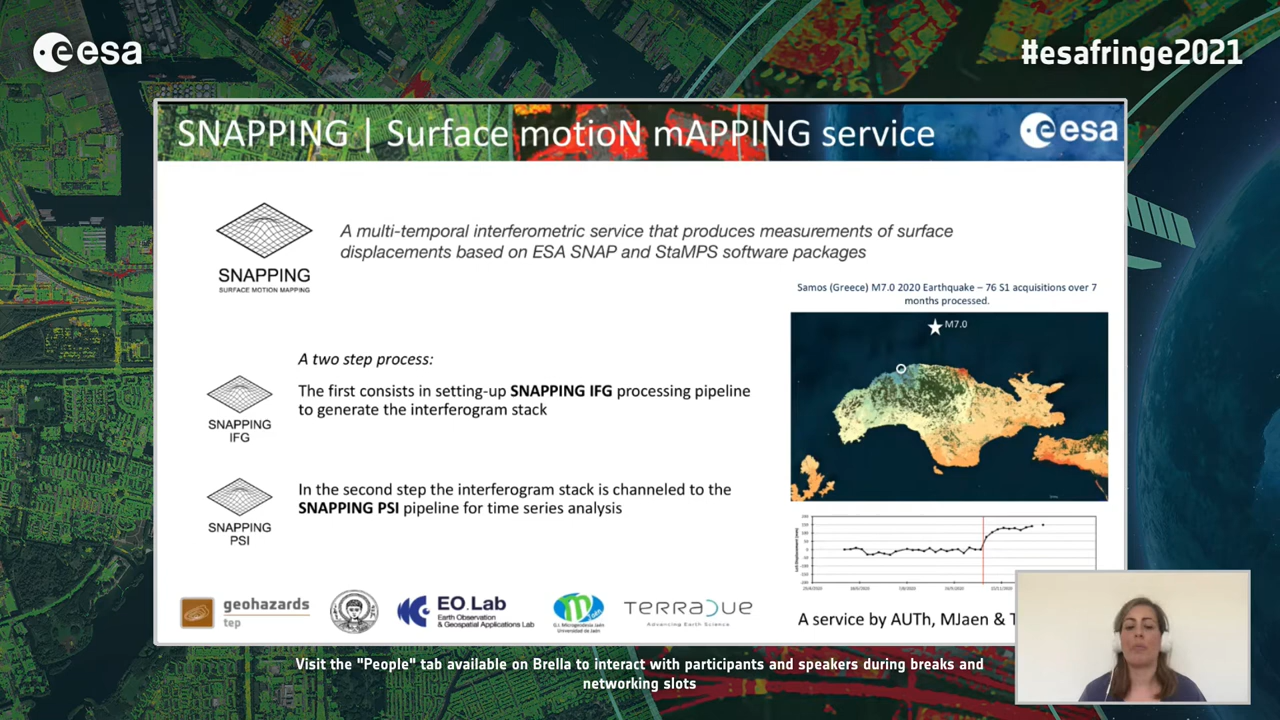 esa
#esafringe2021
SNAPPING | Surface motioN mAPPING service
esa
A multi-temporal interferometric service that produces measurements of surface
displacements based on ESA SNAP and StaMPS software packages
SNAPPING
SURFACE MOTION MAPPING
Samos (Greece) M7.0 2020 Earthquake – 76 S1 acquisitions over 7
months processed.
M7.0
A two step process:
The first consists in setting-up SNAPPING IFG processing pipeline
to generate the interferogram stack
SNAPPING
IFG
In the second step the interferogram stack is channeled to the
SNAPPING PSI pipeline for time series analysis
SNAPPING
PSI
geohazards
tep
EO.Lab
Earth Observation
& Geospatial Applications Lab
G.I. Microgeodesia Jaén
Universidad de Jaén
TERRADUE
Advancing Earth Science
A service by AUTh, MJaen &
Visit the "People" tab available on Brella to interact with participants and speakers during breaks and
networking slots